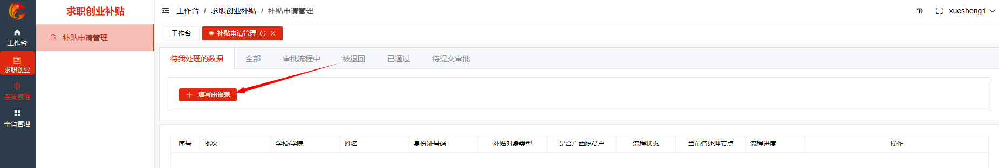 求职创业补贴
工作台 / 求职创业补贴 / 补贴申请管理
xuesheng1
工作台
求职创业
系统管理
平台管理
补贴申请管理
工作台
补贴申请管理
待我处理的数据 全部 审批流程中 被退回 已通过 待提交审批
填写申报表
序号 批次 学校/学院 姓名 身份证号码 补贴对象类型 是否广西脱贫户 流程状态 当前待处理节点 流程进度 操作